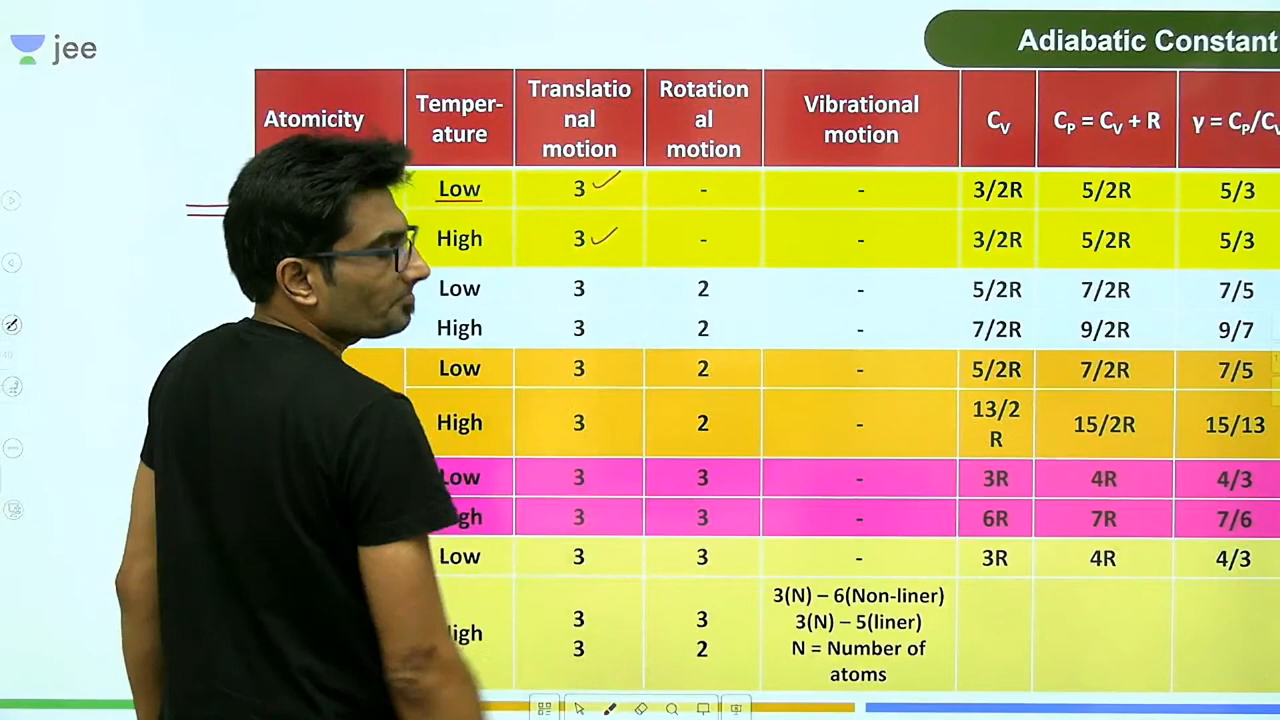 jee
Adiabatic Constant
Atomicity
Temper-
ature
Translatio
nal
motion
Rotation
al
motion
Vibrational
motion
CV
CP = CV + R
γ = CP/CV
Low 3 - - 3/2R 5/2R 5/3
High 3 - - 3/2R 5/2R 5/3
Low 3 2 - 5/2R 7/2R 7/5
High 3 2 - 7/2R 9/2R 9/7
Low 3 2 - 5/2R 7/2R 7/5
High 3 2 - 13/2
R 15/2R 15/13
Low 3 3 - 3R 4R 4/3
High 3 3 - 6R 7R 7/6
Low 3 3 - 3R 4R 4/3
High
3 3
3 2
3(N) – 6(Non-liner)
3(N) – 5(liner)
N = Number of
atoms